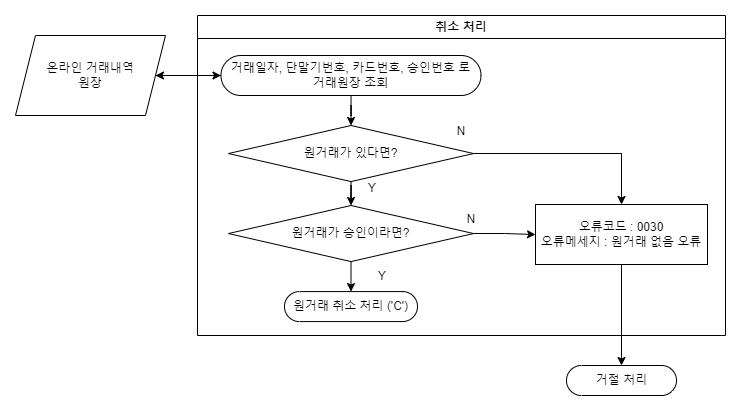 취소 처리
온라인 거래내역
원장
거래일자, 단말기번호, 카드번호, 승인번호 로
거래원장 조회
N
원거래가 있다면?
Y
N
원거래가 승인이라면?
오류코드 : 0030
오류메세지 : 원거래 없음 오류
Y
원거래 취소 처리 ('C')
거절 처리